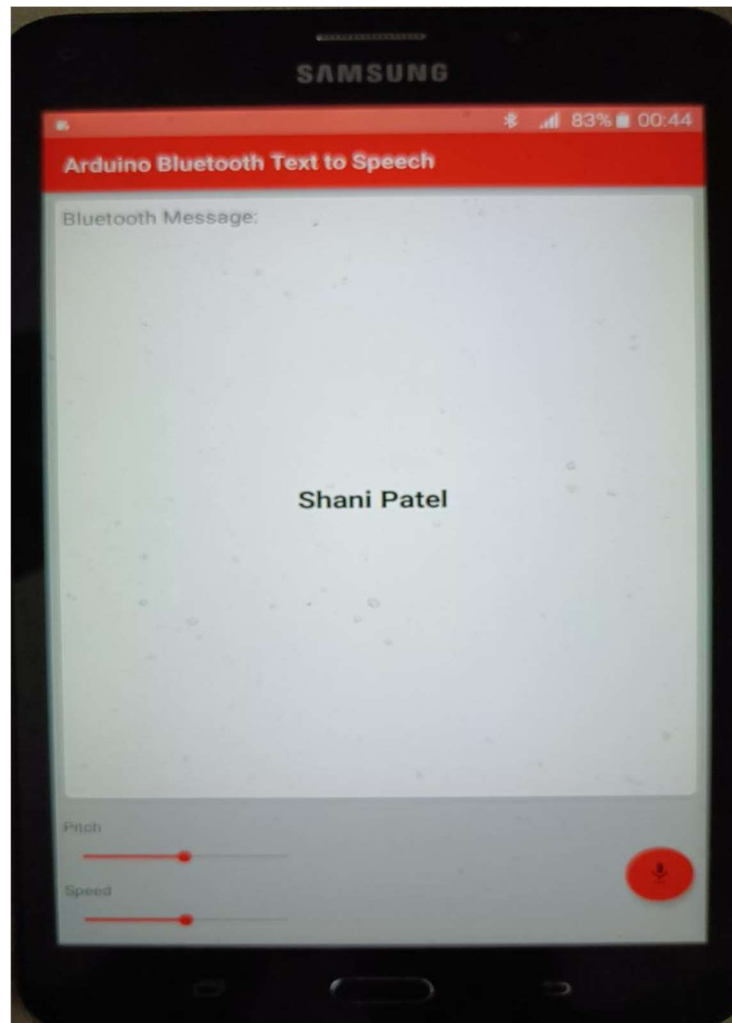 SAMSUNG
83% 00:44
Arduino Bluetooth Text to Speech
Bluetooth Message:
Shani Patel
Pitch
Speed